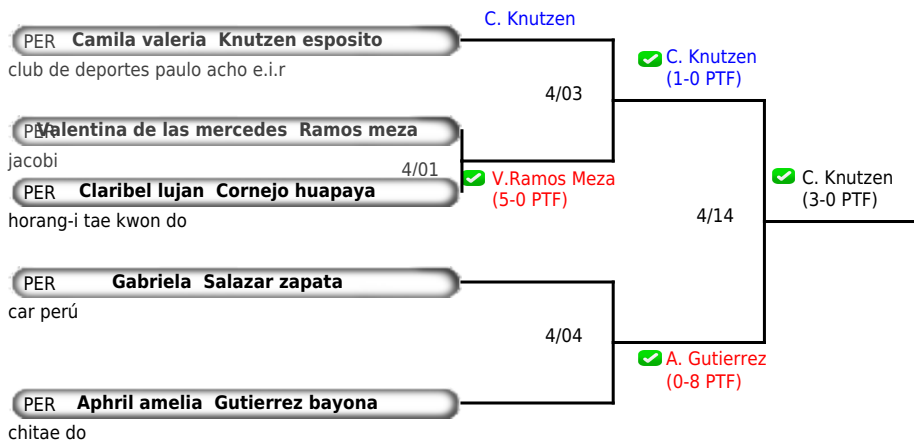 C. Knutzen
PER Camila valeria Knutzen esposito
club de deportes paulo acho e.i.r
C. Knutzen
(1-0 PTF)
4/03
PER Valentina de las mercedes Ramos meza
jacobi
4/01
V.Ramos Meza
(5-0 PTF)
C. Knutzen
(3-0 PTF)
PER Claribel lujan Cornejo huapaya
horang-i tae kwon do
4/14
PER Gabriela Salazar zapata
car perú
4/04
A. Gutierrez
(0-8 PTF)
PER Aphril amelia Gutierrez bayona
chitae do